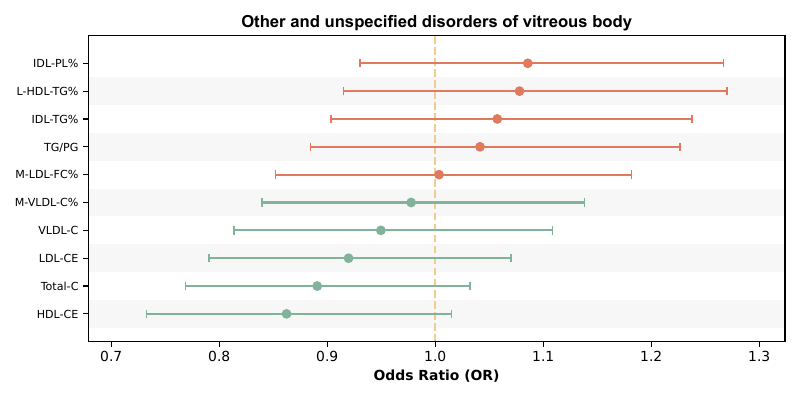 Other and unspecified disorders of vitreous body
IDL-PL%
L-HDL-TG%
IDL-TG%
TG/PG
M-LDL-FC%
M-VLDL-C%
VLDL-C
LDL-CE
Total-C
HDL-CE
0.7 0.8 0.9 1.0 1.1 1.2 1.3
Odds Ratio (OR)